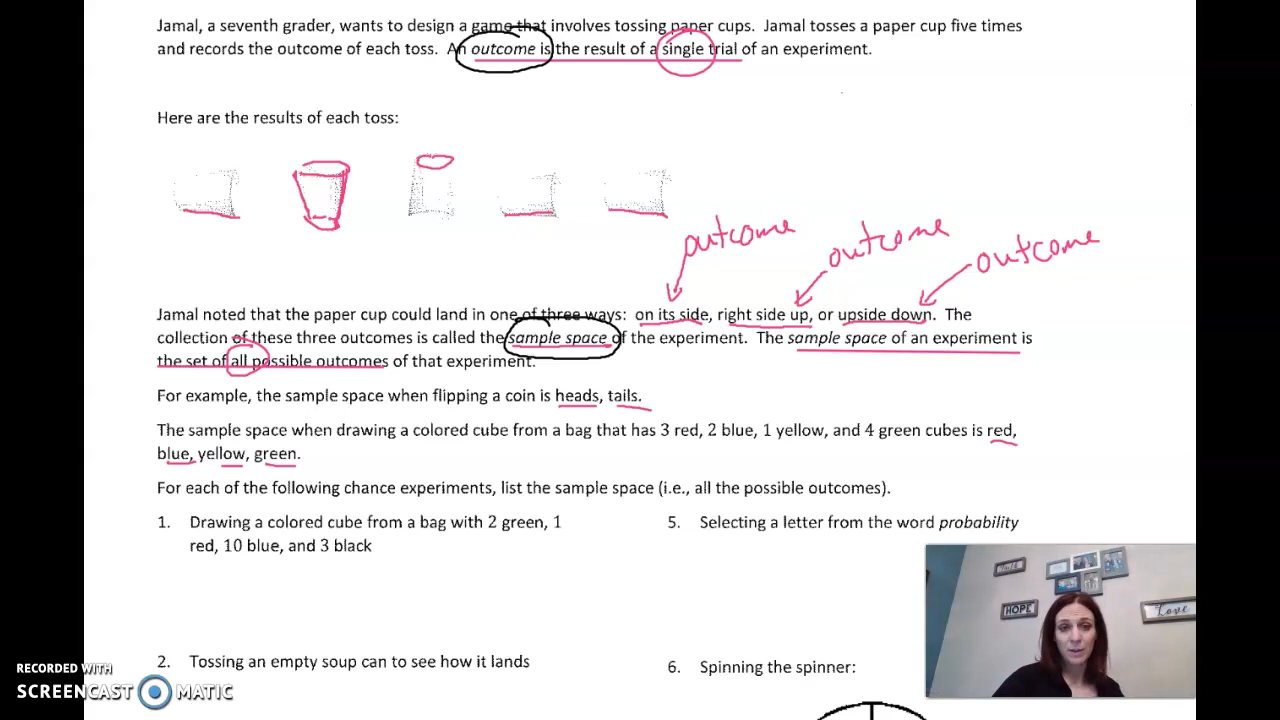 Jamal, a seventh grader, wants to design a game that involves tossing paper cups. Jamal tosses a paper cup five times
and records the outcome of each toss. An outcome is the result of a single trial of an experiment.
Here are the results of each toss:
outcome
outcome
outcome
Jamal noted that the paper cup could land in one of three ways: on its side, right side up, or upside down. The
collection of these three outcomes is called the sample space of the experiment. The sample space of an experiment is
the set of all possible outcomes of that experiment.
For example, the sample space when flipping a coin is heads, tails.
The sample space when drawing a colored cube from a bag that has 3 red, 2 blue, 1 yellow, and 4 green cubes is red,
blue, yellow, green.
For each of the following chance experiments, list the sample space (i.e., all the possible outcomes).
1. Drawing a colored cube from a bag with 2 green, 1
red, 10 blue, and 3 black
5. Selecting a letter from the word probability
HOPE
Love
2. Tossing an empty soup can to see how it lands
6. Spinning the spinner:
RECORDED WITH
SCREENCAST MATIC